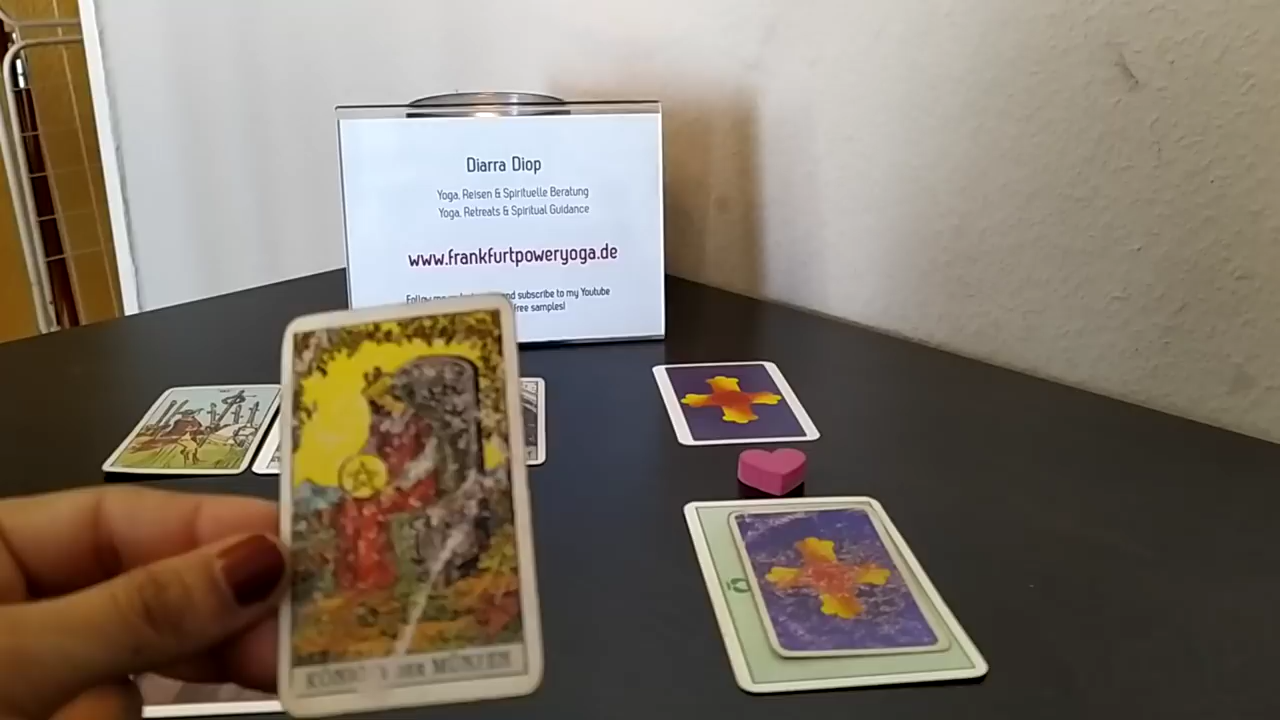 Diarra Diop
Yoga, Reisen & Spirituelle Beratung
Yoga, Retreats & Spiritual Guidance
www.frankfurtpoweryoga.de
Follow and subscribe to my Youtube
free samples!
DER MÜNZEN